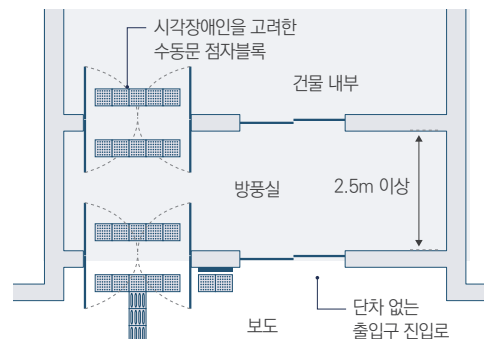 시각장애인을 고려한
수동문 점자블록
건물 내부
방풍실
2.5m 이상
단차 없는
출입구 진입로
보도